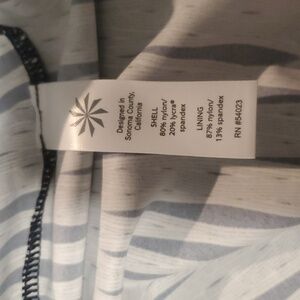 Designed in
Sonoma County,
California
SHELL
80% nylon/
20% lycra®
spandex
LINING
87% nylon/
13% spandex
RN #54023